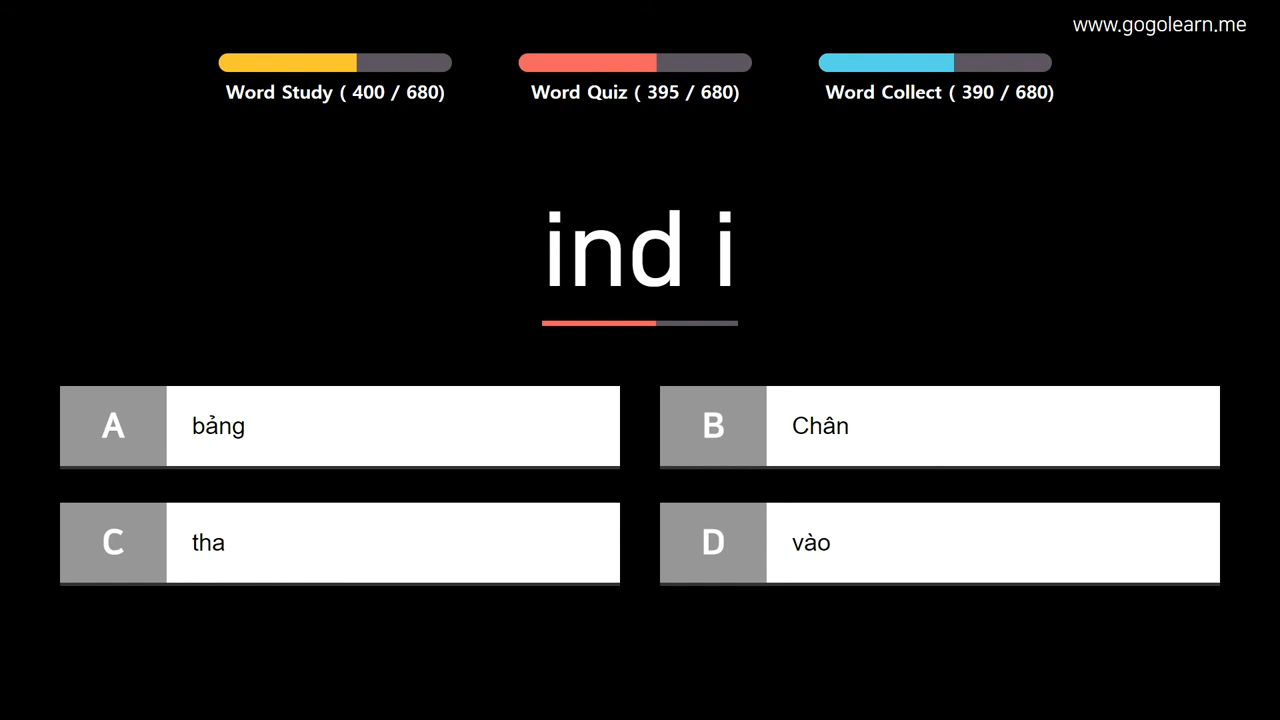 www.gogolearn.me
Word Study ( 400 / 680)
Word Quiz ( 395 / 680)
Word Collect ( 390 / 680)
ind i
A bảng
B Chân
C tha
D vào